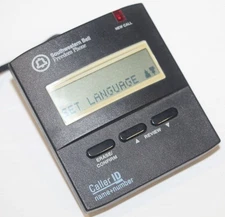 NEW CALL
Southwestern Bell
Freedom Phone
SET LANGUAGE ▲▼
ERASE/
CONFIRM
▲ REVIEW ▼
Caller ID
name+number